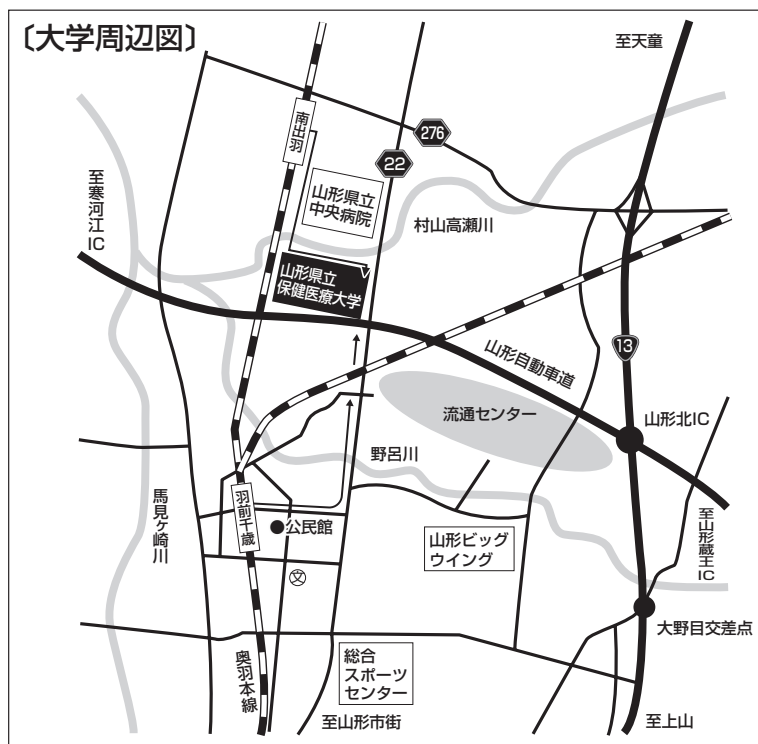 〔大学周辺図〕
至天童
南出羽
276
22
山形県立
中央病院
至寒河江
IC
村山高瀬川
山形県立
保健医療大学
13
山形自動車道
流通センター
山形北IC
野呂川
馬見ヶ崎川
羽前千歳
公民館
山形ビッグ
ウイング
至山形蔵王
IC
文
大野目交差点
総合
スポーツ
センター
奥羽本線
至山形市街
至上山